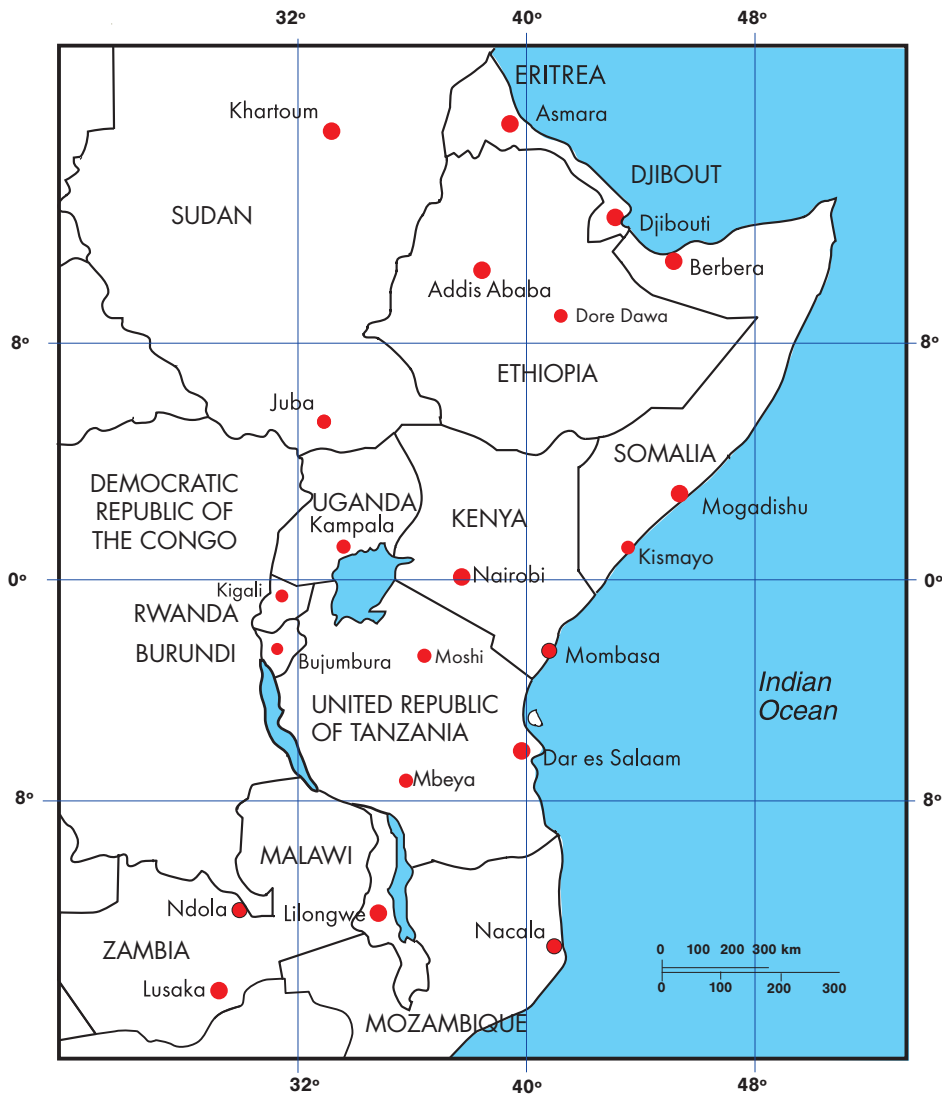 32º
40º
48º
ERITREA
Khartoum
Asmara
DJIBOUT
SUDAN
Djibouti
Berbera
Addis Ababa
Dore Dawa
8º
8º
ETHIOPIA
Juba
SOMALIA
DEMOCRATIC
REPUBLIC OF
THE CONGO
UGANDA
Kampala
KENYA
Mogadishu
Kismayo
Nairobi
0º
Kigali
RWANDA
BURUNDI
Bujumbura
Moshi
Mombasa
Indian
Ocean
UNITED REPUBLIC
OF TANZANIA
Dar es Salaam
Mbeya
8º
8º
MALAWI
Ndola
Lilongwe
Nacala
ZAMBIA
0 100 200 300 km
0 100 200 300
Lusaka
MOZAMBIQUE
32º
40º
48º
0º